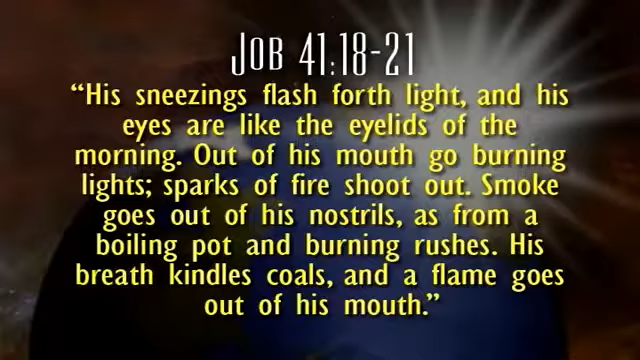 Job 41:18-21
“His sneezings flash forth light, and his
eyes are like the eyelids of the
morning. Out of his mouth go burning
lights; sparks of fire shoot out. Smoke
goes out of his nostrils, as from a
boiling pot and burning rushes. His
breath kindles coals, and a flame goes
out of his mouth.”